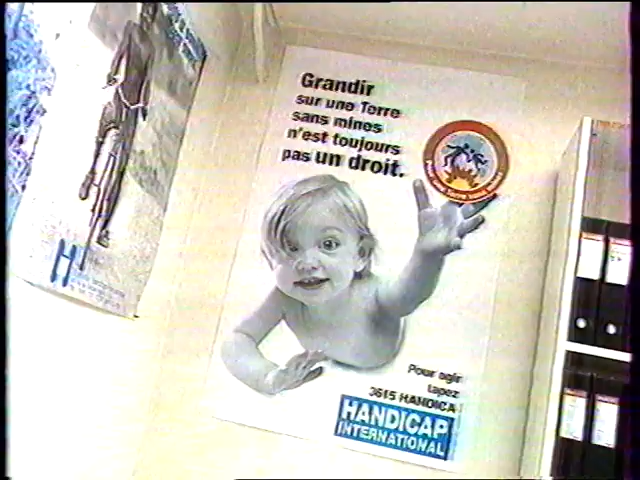 Grandir
sur une Terre
sans mines
n'est toujours
pas un droit.
Pour agir
tapez
3615 HANDICA
HANDICAP
INTERNATIONAL
H